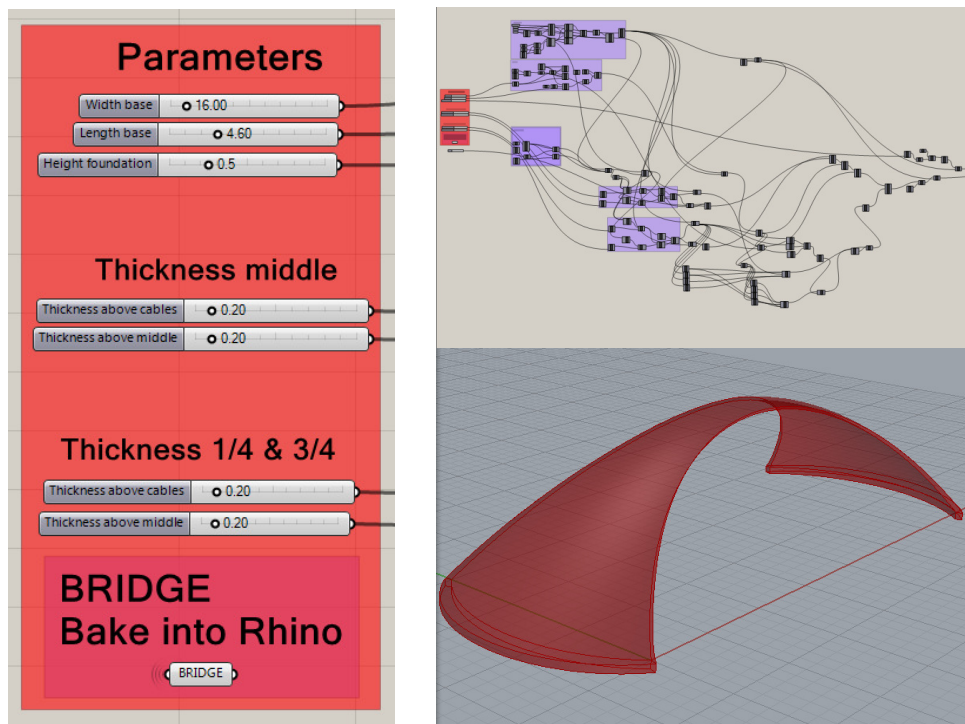 Parameters
Width base 16.00
Length base 4.60
Height foundation 0.5
Thickness middle
Thickness above cables 0.20
Thickness above middle 0.20
Thickness 1/4 & 3/4
Thickness above cables 0.20
Thickness above middle 0.20
BRIDGE
Bake into Rhino
BRIDGE